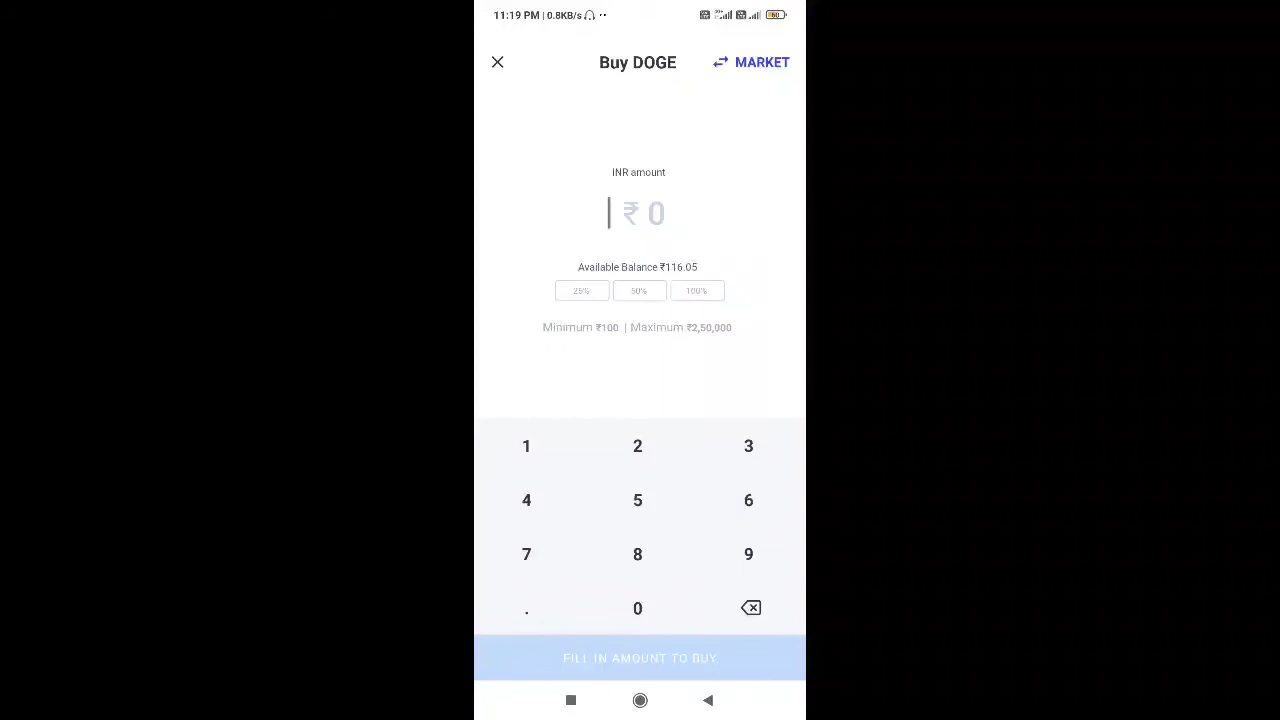 11:19 PM | 0.8KB/s
60
Buy DOGE
MARKET
INR amount
₹ 0
Available Balance ₹116.05
25% 50% 100%
Minimum ₹100 | Maximum ₹2,50,000
1 2 3
4 5 6
7 8 9
. 0
FILL IN AMOUNT TO BUY